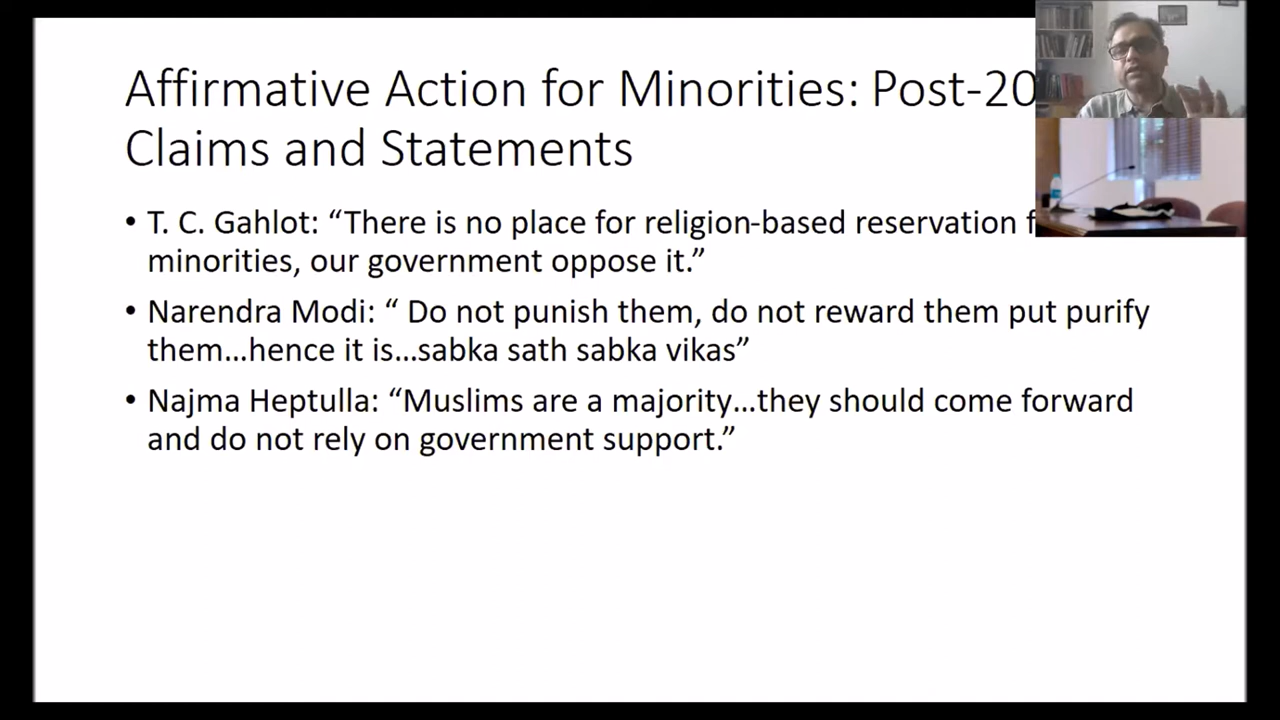 Affirmative Action for Minorities: Post-20
Claims and Statements
• T. C. Gahlot: “There is no place for religion-based reservation f
minorities, our government oppose it.”
• Narendra Modi: “ Do not punish them, do not reward them put purify
them…hence it is…sabka sath sabka vikas”
• Najma Heptulla: “Muslims are a majority…they should come forward
and do not rely on government support.”